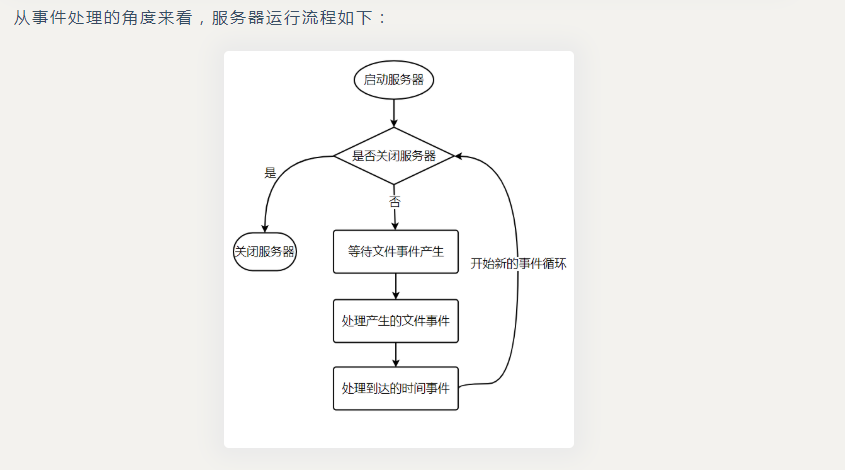 从事件处理的角度来看，服务器运行流程如下：
启动服务器
是否关闭服务器
是
否
关闭服务器
等待文件事件产生
开始新的事件循环
处理产生的文件事件
处理到达的时间事件